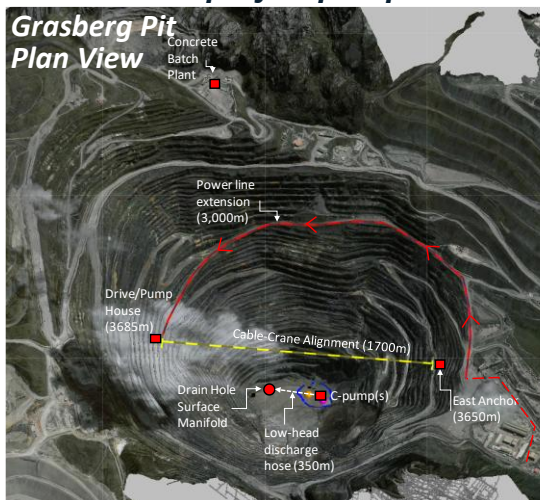 Grasberg Pit
Plan View
Concrete
Batch
Plant
Power line
extension
(3,000m)
Drive/Pump
House
(3685m)
Cable-Crane Alignment (1700m)
Drain Hole
Surface
Manifold
C-pump(s)
East Anchor
(3650m)
Low-head
discharge
hose (350m)